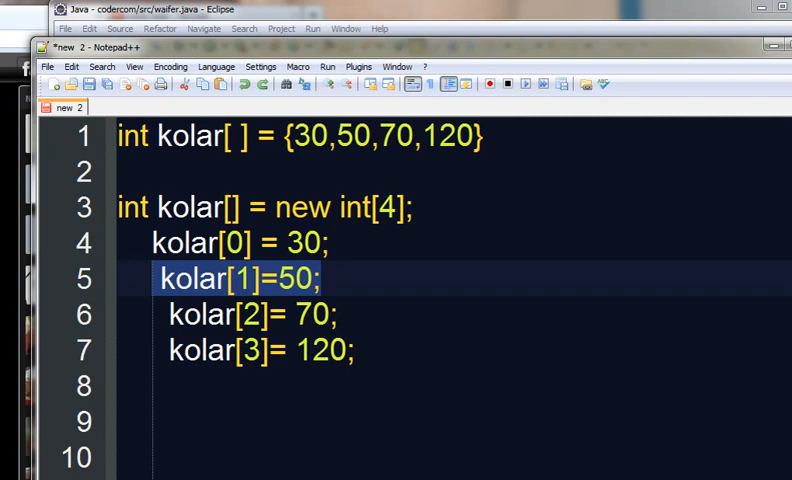 Java - codercom/src/waifer.java - Eclipse
File Edit Source Refactor Navigate Search Project Run Window Help
*new 2 - Notepad++
File Edit Search View Encoding Language Settings Macro Run Plugins Window ?
new 2
1 int kolar[ ] = {30,50,70,120}
2
3 int kolar[] = new int[4];
4 kolar[0] = 30;
5 kolar[1]=50;
6 kolar[2]= 70;
7 kolar[3]= 120;
8
9
10